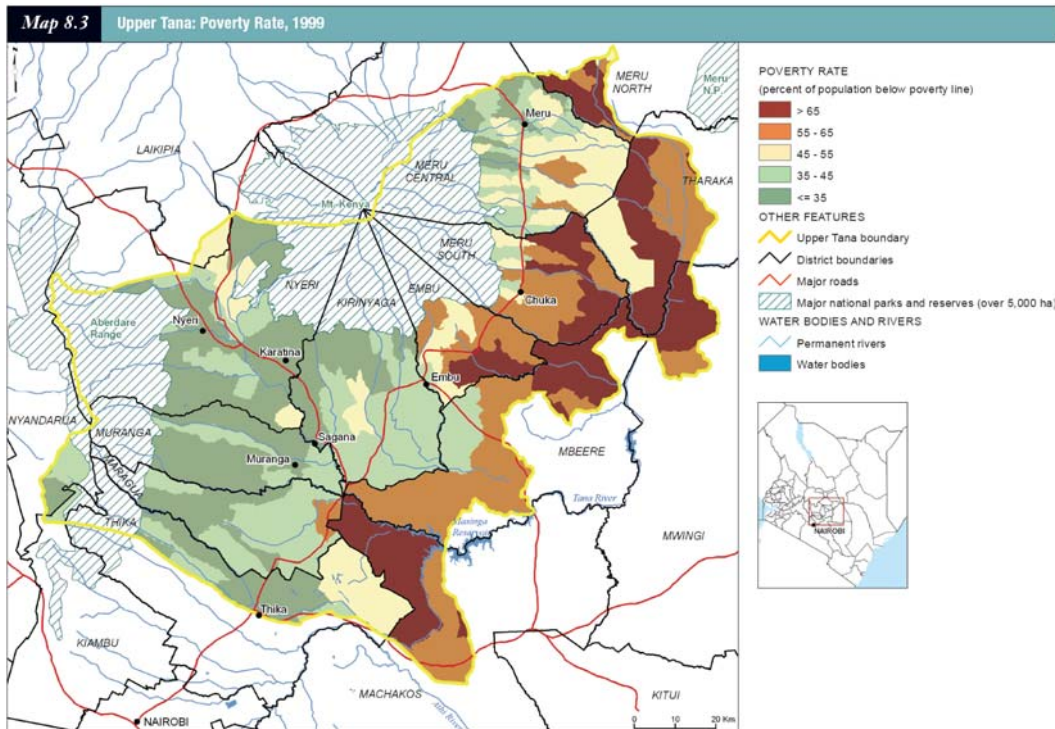 Map 8.3
Upper Tana: Poverty Rate, 1999
MERU
NORTH
Meru
N.P.
Meru
LAIKIPIA
MERU
CENTRAL
THARAKA
Mt. Kenya
MERU
SOUTH
NYERI
EMBU
KIRINYAGA
Chuka
Aberdare
Range
Nyeri
Karatina
Embu
NYANDARUA
MURANGA
Sagana
MBEERE
Muranga
MARAGUA
Tana River
THIKA
Masinga
Reservoir
MWINGI
Thika
KIAMBU
MACHAKOS
KITUI
NAIROBI
Athi River
0 10 20 Km
POVERTY RATE
(percent of population below poverty line)
> 65
55 - 65
45 - 55
35 - 45
<= 35
OTHER FEATURES
Upper Tana boundary
District boundaries
Major roads
Major national parks and reserves (over 5,000 ha)
WATER BODIES AND RIVERS
Permanent rivers
Water bodies
NAIROBI